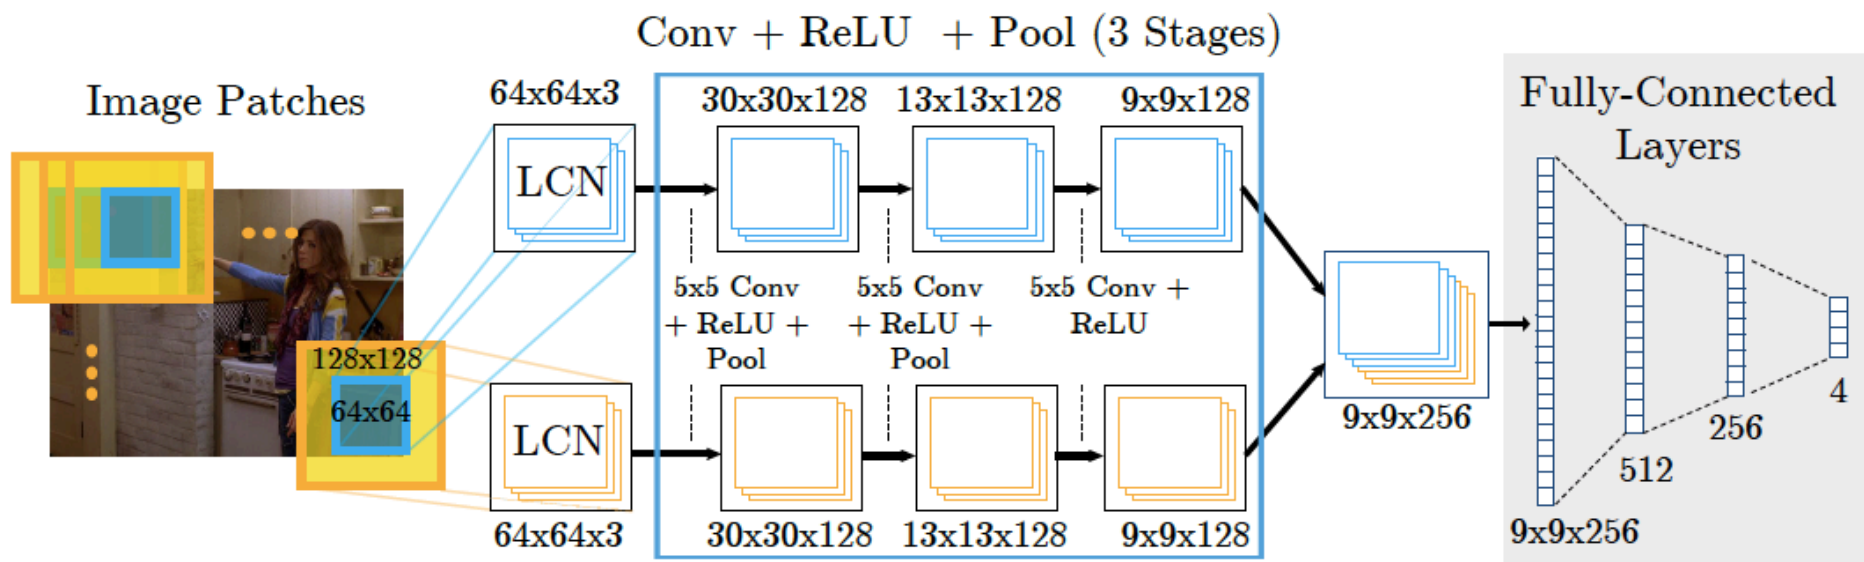 Conv + ReLU + Pool (3 Stages)
Image Patches
64x64x3
30x30x128
13x13x128
9x9x128
Fully-Connected
Layers
LCN
5x5 Conv
+ ReLU +
Pool
5x5 Conv
+ ReLU +
Pool
5x5 Conv +
ReLU
128x128
64x64
LCN
64x64x3
30x30x128
13x13x128
9x9x128
9x9x256
9x9x256
512
256
4